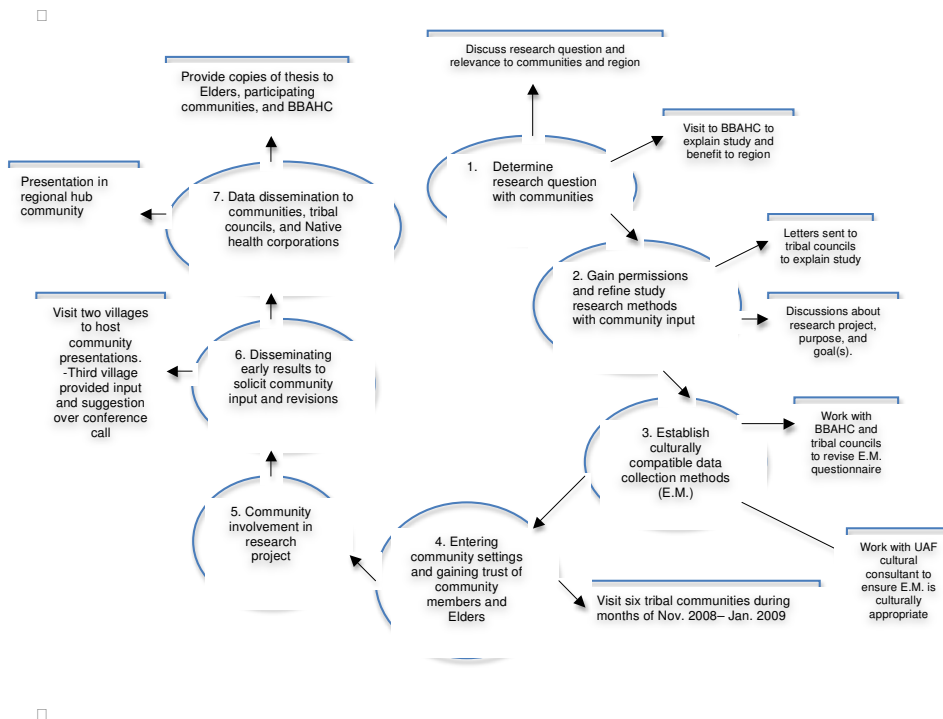 Discuss research question and
relevance to communities and region
1. Determine
research question
with communities
Visit to BBAHC to
explain study and
benefit to region
2. Gain permissions
and refine study
research methods
with community input
Letters sent to
tribal councils
to explain study
Discussions about
research project,
purpose, and
goal(s).
3. Establish
culturally
compatible data
collection methods
(E.M.)
Work with
BBAHC and
tribal councils
to revise E.M.
questionnaire
Work with UAF
cultural
consultant to
ensure E.M. is
culturally
appropriate
4. Entering
community settings
and gaining trust of
community
members and
Elders
Visit six tribal communities during
months of Nov. 2008– Jan. 2009
5. Community
involvement in
research
project
6. Disseminating
early results to
solicit community
input and revisions
Visit two villages
to host
community
presentations.
-Third village
provided input
and suggestion
over conference
call
7. Data dissemination to
communities, tribal
councils, and Native
health corporations
Presentation in
regional hub
community
Provide copies of thesis to
Elders, participating
communities, and BBAHC